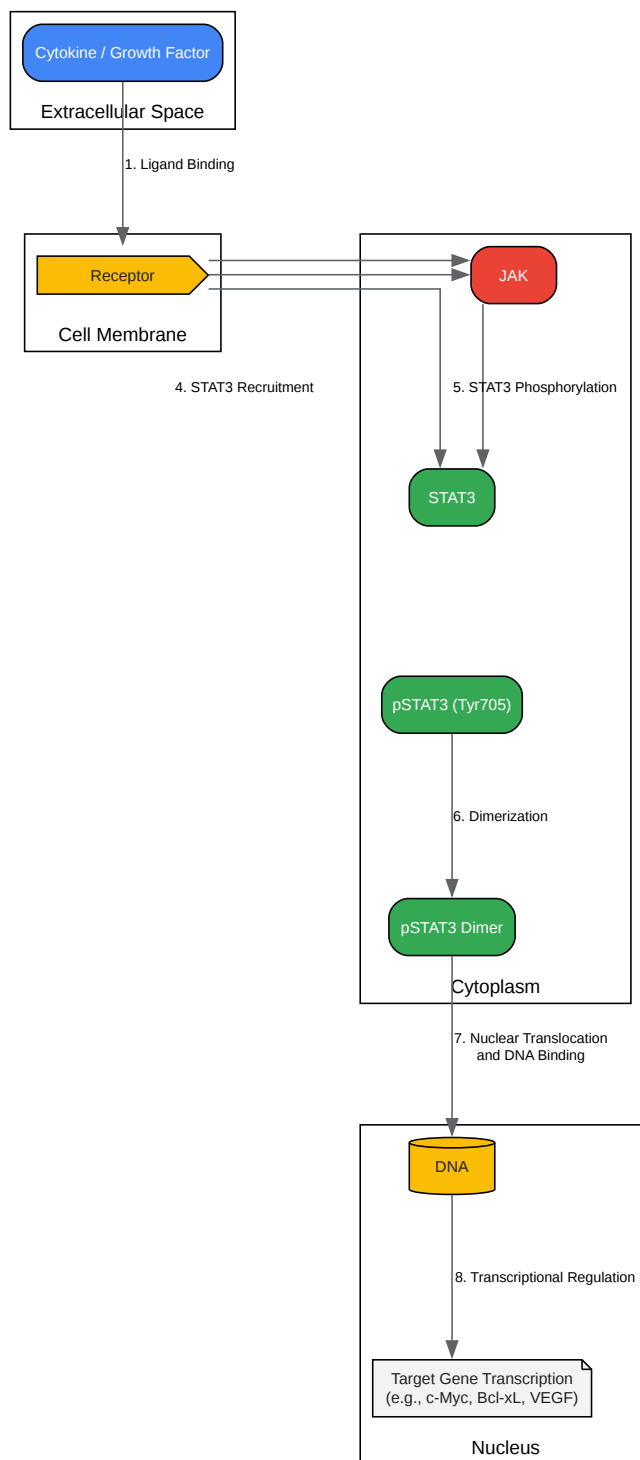 Cytokine / Growth Factor
Extracellular Space
1. Ligand Binding
Receptor
JAK
Cell Membrane
4. STAT3 Recruitment
5. STAT3 Phosphorylation
STAT3
pSTAT3 (Tyr705)
6. Dimerization
pSTAT3 Dimer
Cytoplasm
7. Nuclear Translocation
and DNA Binding
DNA
8. Transcriptional Regulation
Target Gene Transcription
(e.g., c-Myc, Bcl-xL, VEGF)
Nucleus